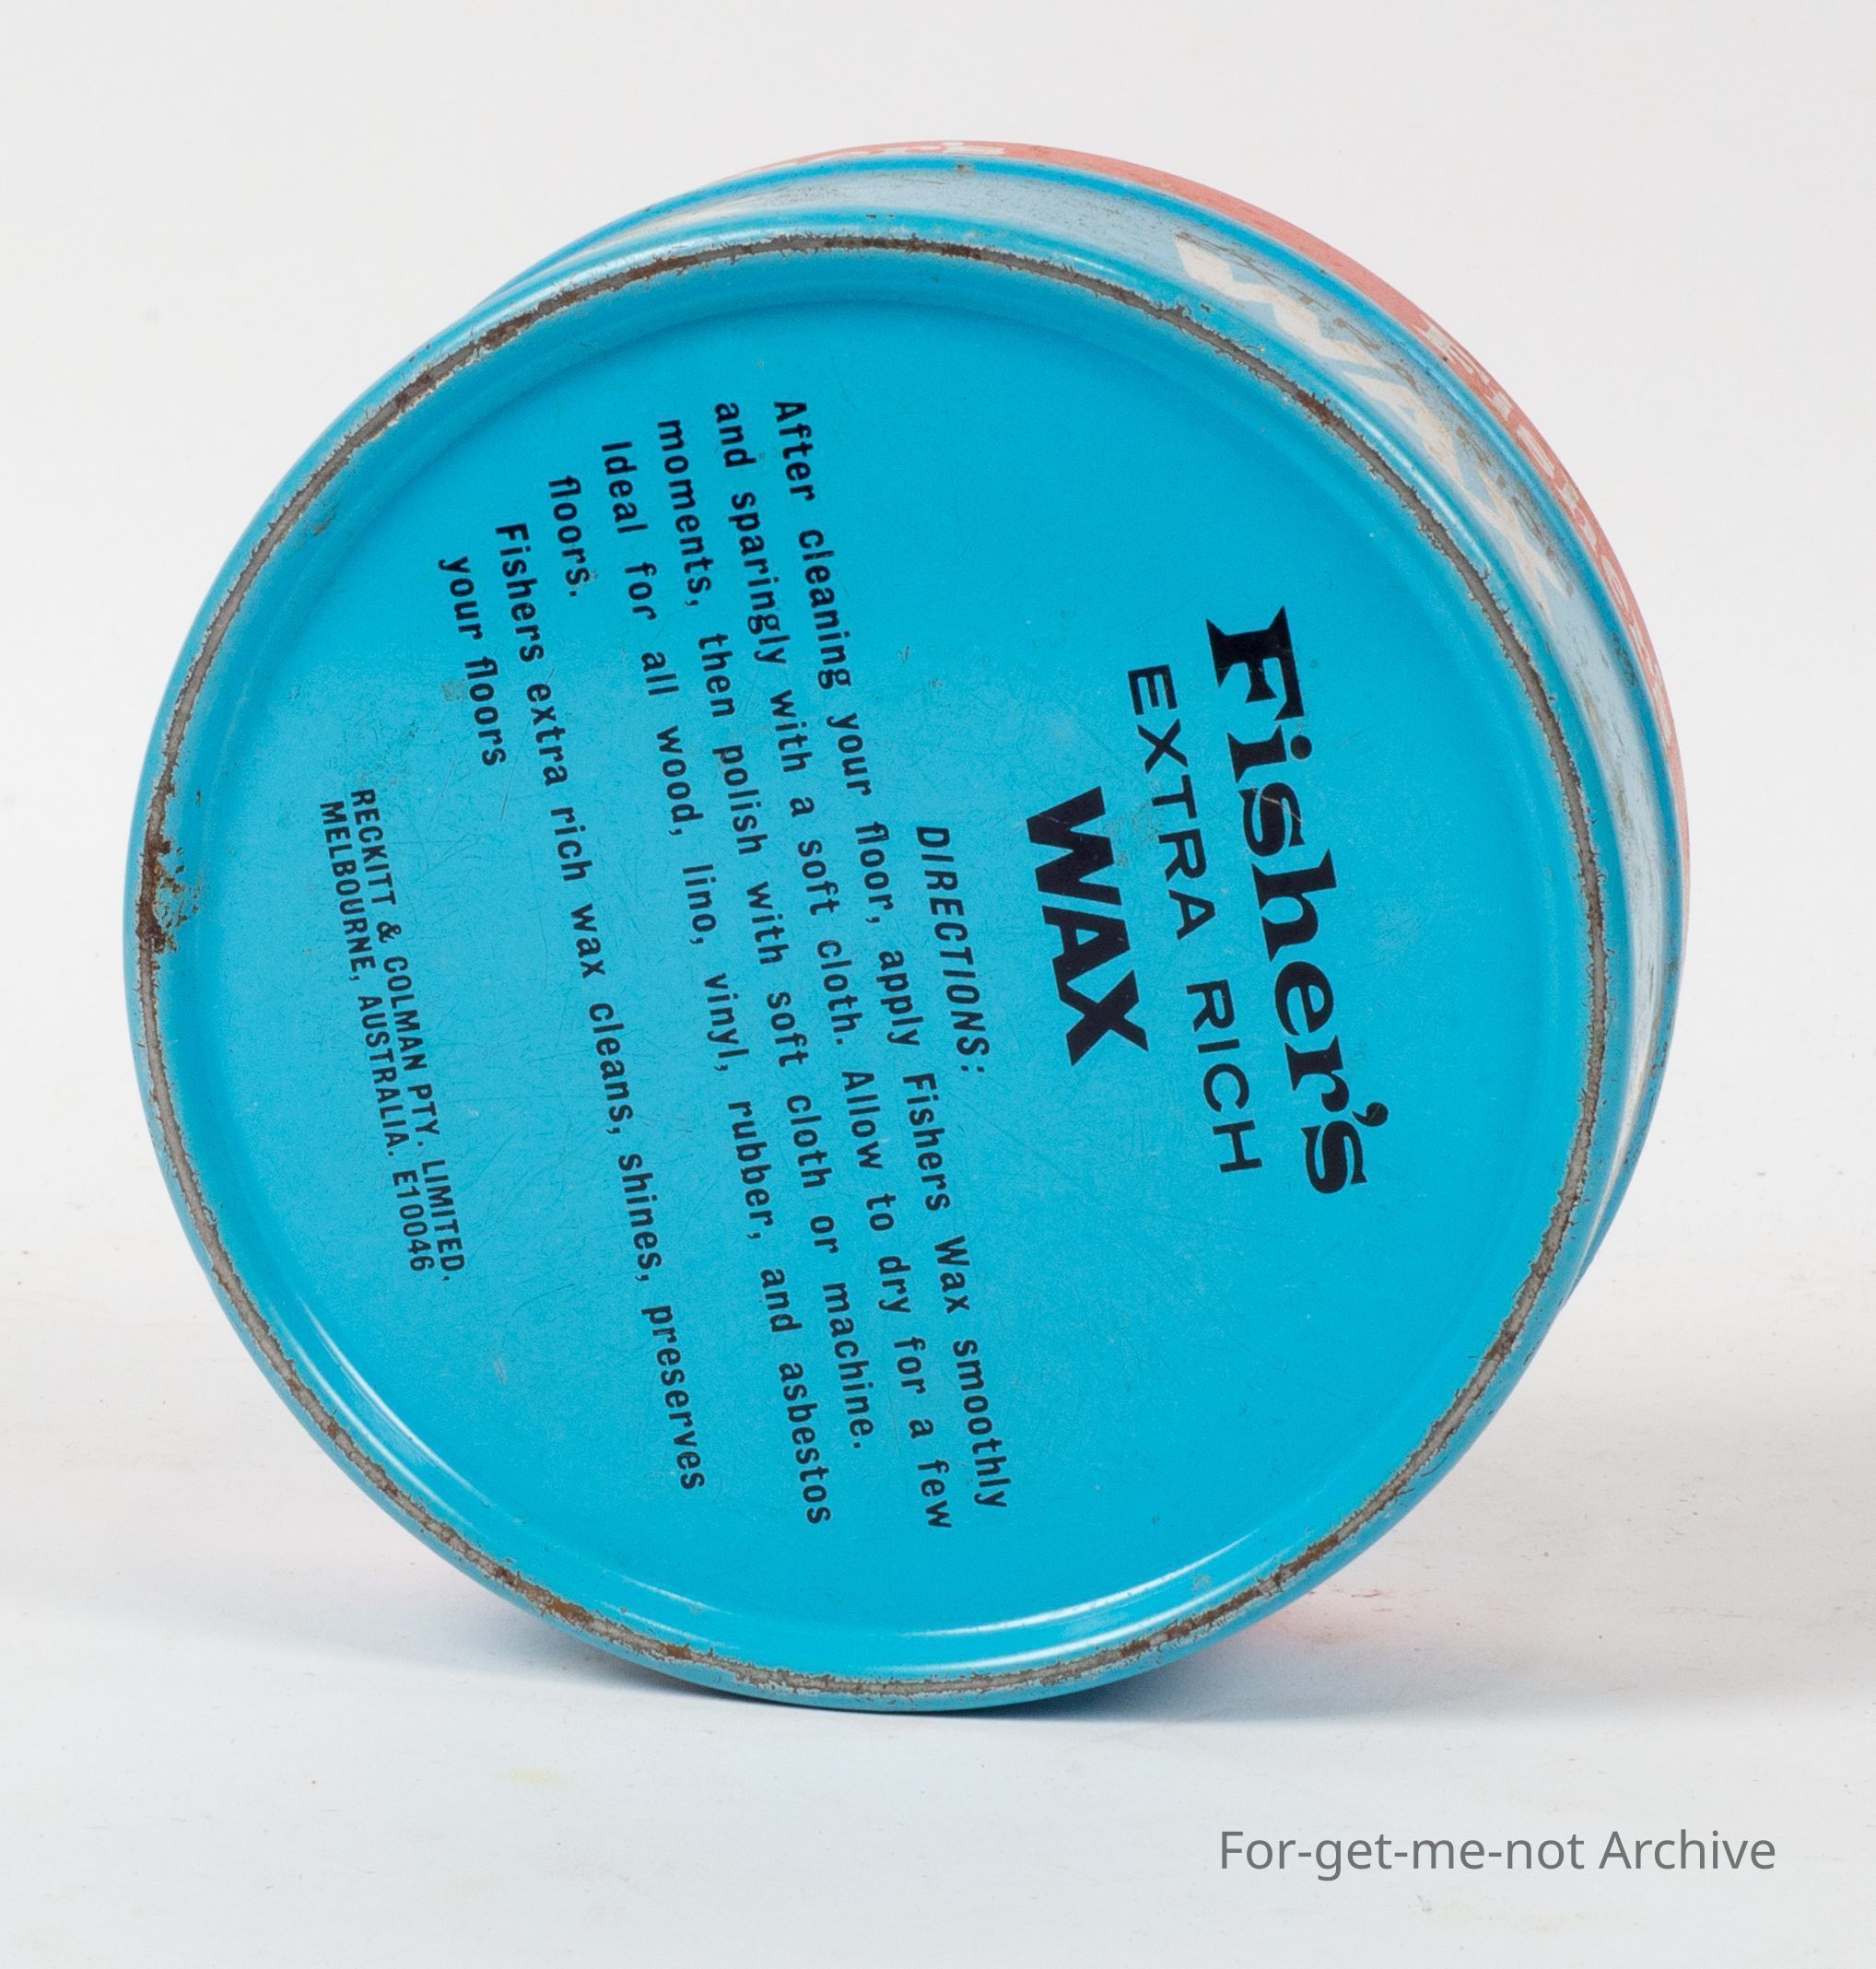 Fisher's
EXTRA RICH
WAX
DIRECTIONS:
After cleaning your floor, apply Fishers Wax smoothly
and sparingly with a soft cloth. Allow to dry for a few
moments, then polish with soft cloth or machine.
Ideal for all wood, lino, vinyl, rubber, and asbestos
floors.
Fishers extra rich wax cleans, shines, preserves
your floors
RECKITT & COLMAN PTY. LIMITED,
MELBOURNE, AUSTRALIA. E10046
WAX
Fisher's
For-get-me-not Archive